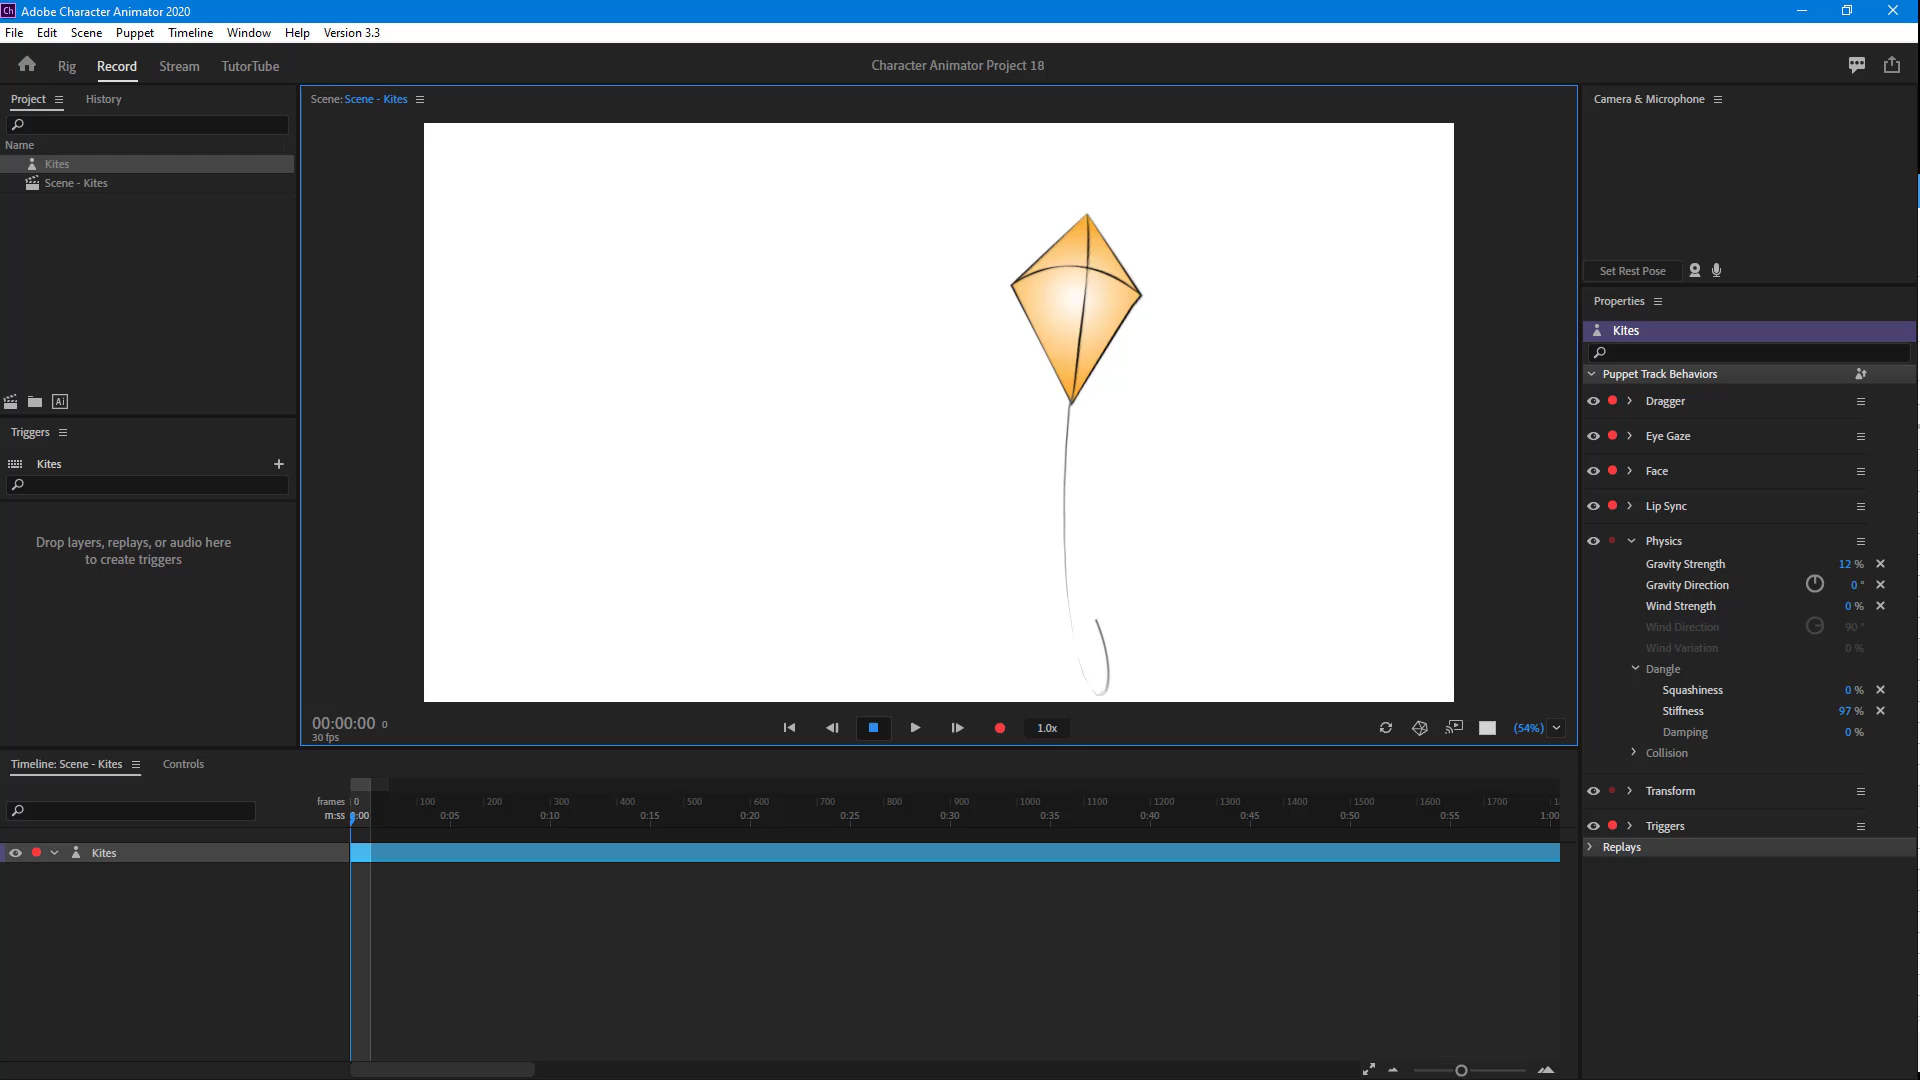 Ch Adobe Character Animator 2020
File Edit Scene Puppet Timeline Window Help Version 3.3
Rig Record Stream TutorTube
Character Animator Project 18
Project History
Name
Kites
Scene - Kites
Ai
Triggers
Kites
Drop layers, replays, or audio here
to create triggers
Scene: Scene - Kites
00:00:00 0
30 fps
1.0x
(54%)
Camera & Microphone
Set Rest Pose
Properties
Kites
Puppet Track Behaviors
Dragger
Eye Gaze
Face
Lip Sync
Physics
Gravity Strength 12 %
Gravity Direction 0 °
Wind Strength 0 %
Wind Direction 90 °
Wind Variation 0 %
Dangle
Squashiness 0 %
Stiffness 97 %
Damping 0 %
Collision
Transform
Triggers
Replays
Timeline: Scene - Kites Controls
frames 0 100 200 300 400 500 600 700 800 900 1000 1100 1200 1300 1400 1500 1600 1700
m:ss 0:00 0:05 0:10 0:15 0:20 0:25 0:30 0:35 0:40 0:45 0:50 0:55 1:00
Kites